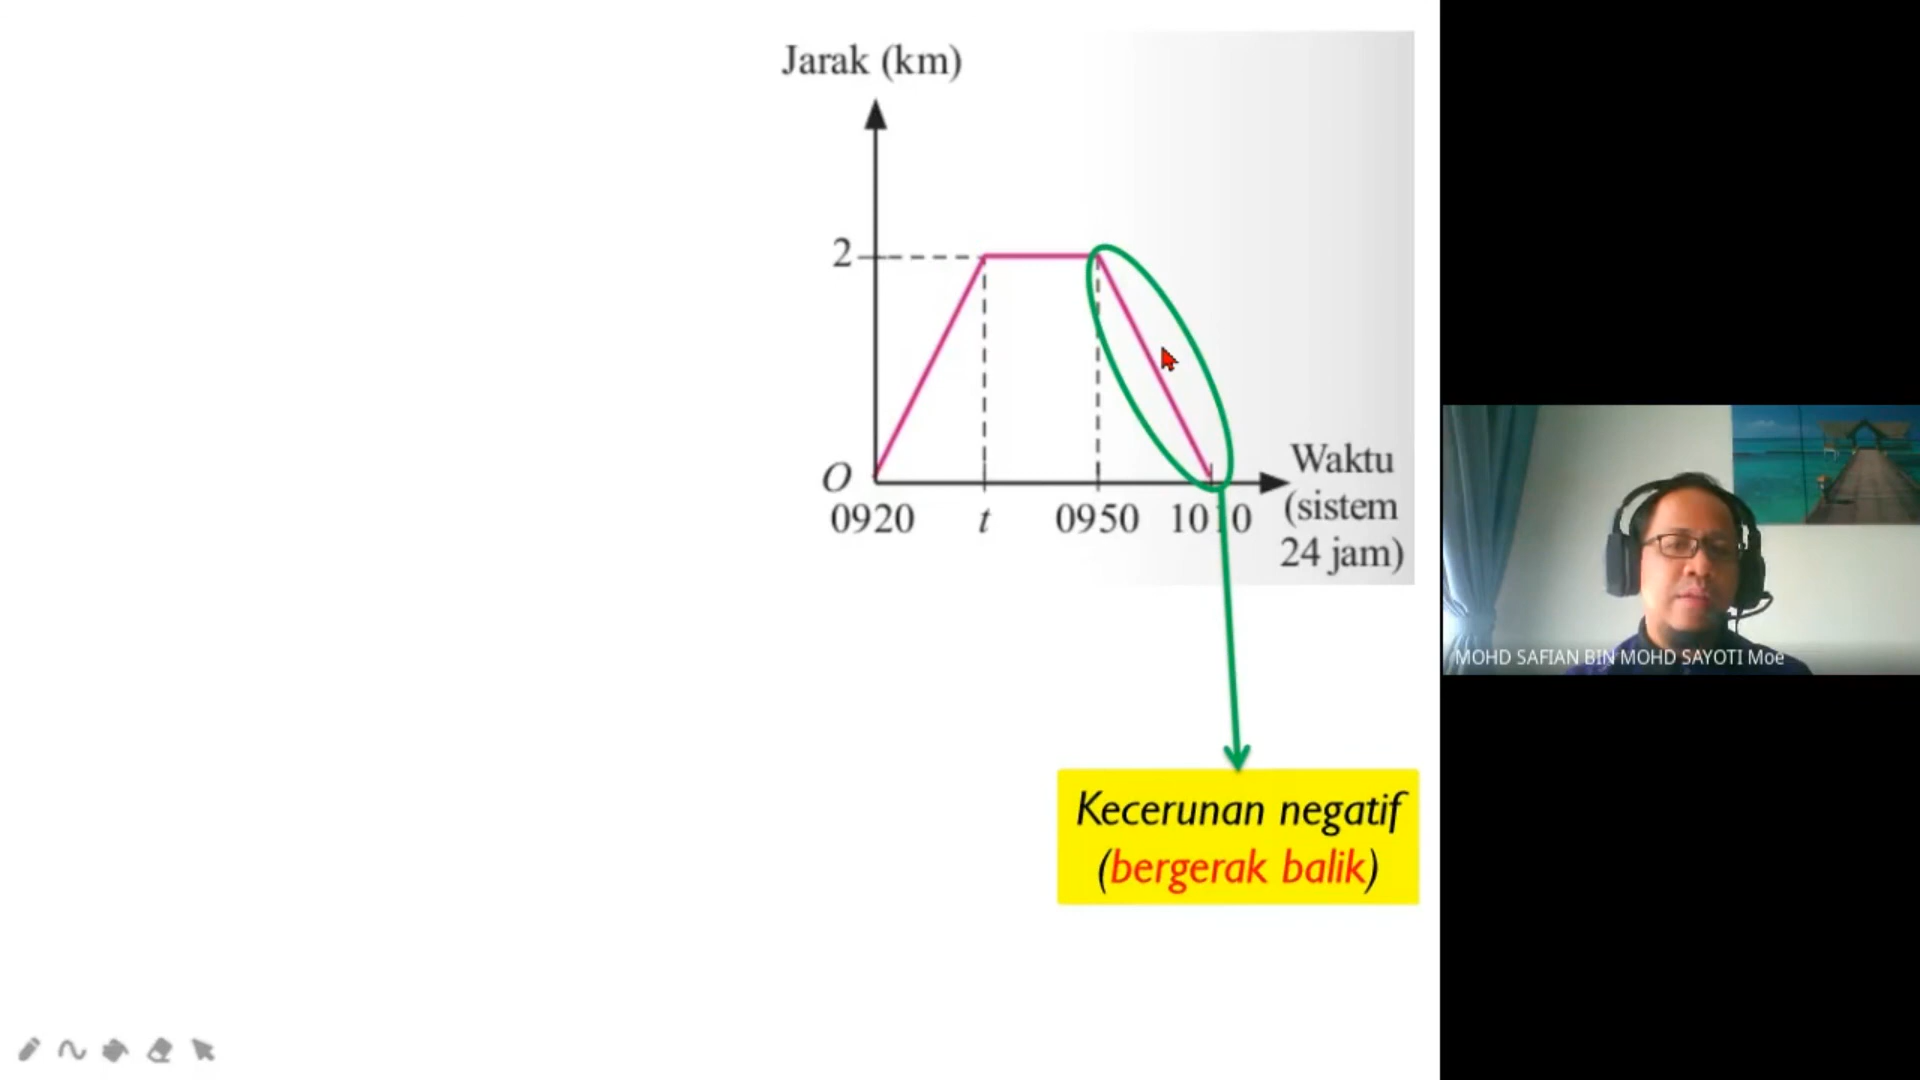 Jarak (km)
2
O
0920 t 0950 1010
Waktu
(sistem
24 jam)
Kecerunan negatif
(bergerak balik)
MOHD SAFIAN BIN MOHD SAYOTI Moe